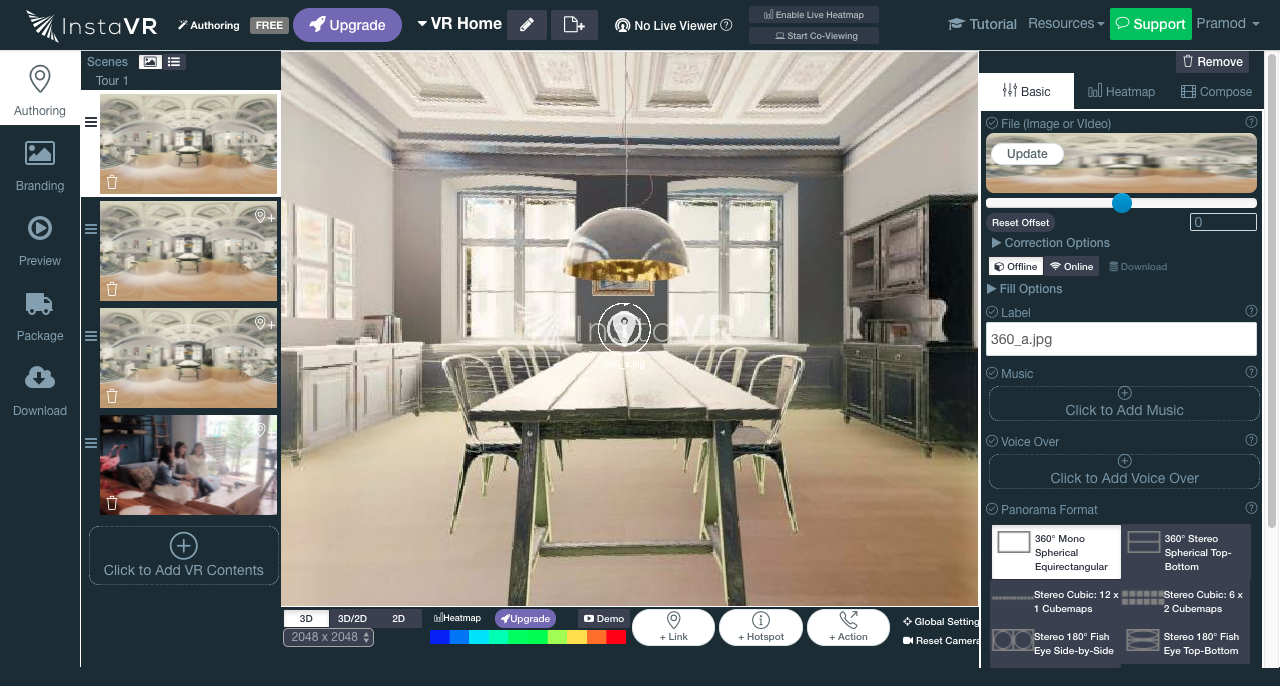 InstaVR
Authoring
FREE
Upgrade
VR Home
No Live Viewer
Enable Live Heatmap
Start Co-Viewing
Tutorial
Resources
Support
Pramod
Authoring
Branding
Preview
Package
Download
Scenes
Tour 1
Click to Add VR Contents
InstaVR
360_a.jpg
3D
3D/2D
2D
2048 x 2048
Heatmap
Upgrade
Demo
+ Link
+ Hotspot
+ Action
Global Setting
Reset Camera
Remove
Basic
Heatmap
Compose
File (Image or VIdeo)
Update
Reset Offset
0
Correction Options
Offline
Online
Download
Fill Options
Label
360_a.jpg
Music
Click to Add Music
Voice Over
Click to Add Voice Over
Panorama Format
360° Mono
Spherical
Equirectangular
360° Stereo
Spherical Top-
Bottom
Stereo Cubic: 12 x
1 Cubemaps
Stereo Cubic: 6 x
2 Cubemaps
Stereo 180° Fish
Eye Side-by-Side
Stereo 180° Fish
Eye Top-Bottom